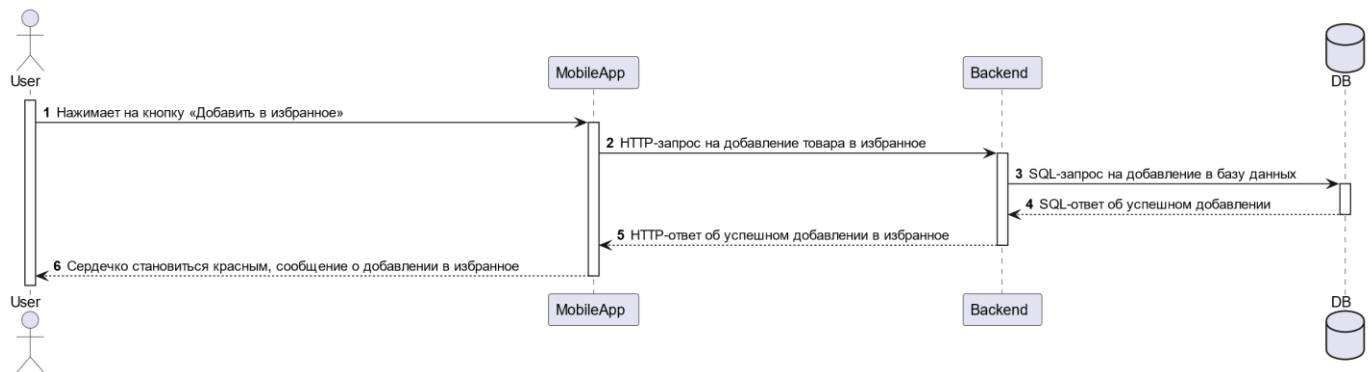 User
MobileApp
Backend
DB
1 Нажимает на кнопку «Добавить в избранное»
2 HTTP-запрос на добавление товара в избранное
3 SQL-запрос на добавление в базу данных
4 SQL-ответ об успешном добавлении
5 HTTP-ответ об успешном добавлении в избранное
6 Сердечко становиться красным, сообщение о добавлении в избранное
User
MobileApp
Backend
DB